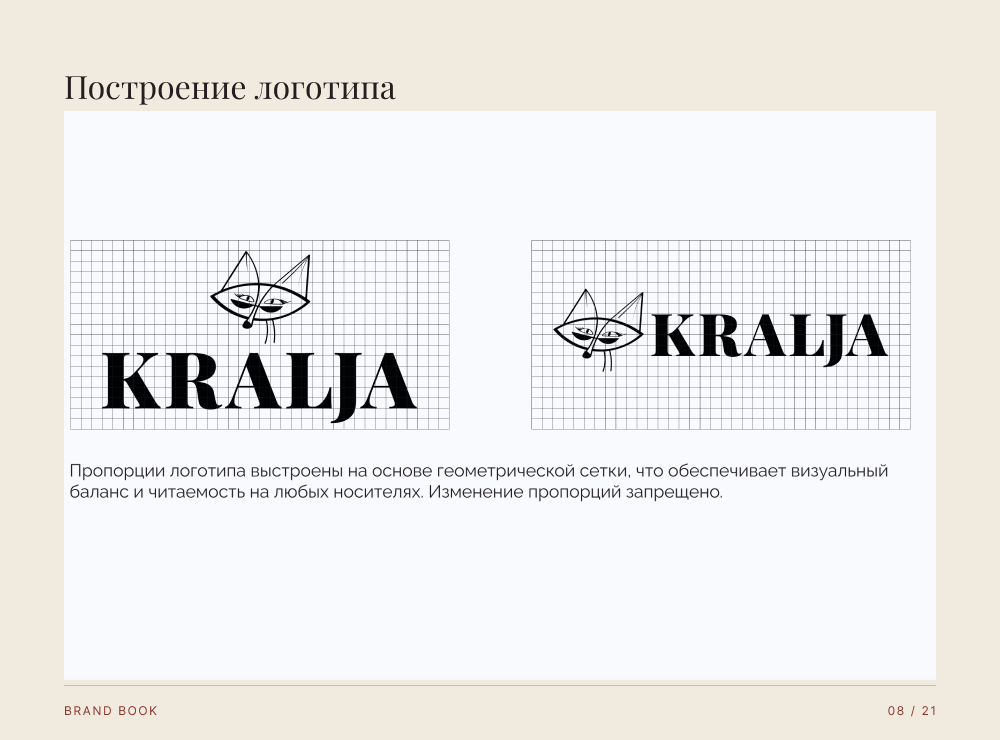 Построение логотипа
KRALJA
KRALJA
Пропорции логотипа выстроены на основе геометрической сетки, что обеспечивает визуальный
баланс и читаемость на любых носителях. Изменение пропорций запрещено.
BRAND BOOK
08 / 21